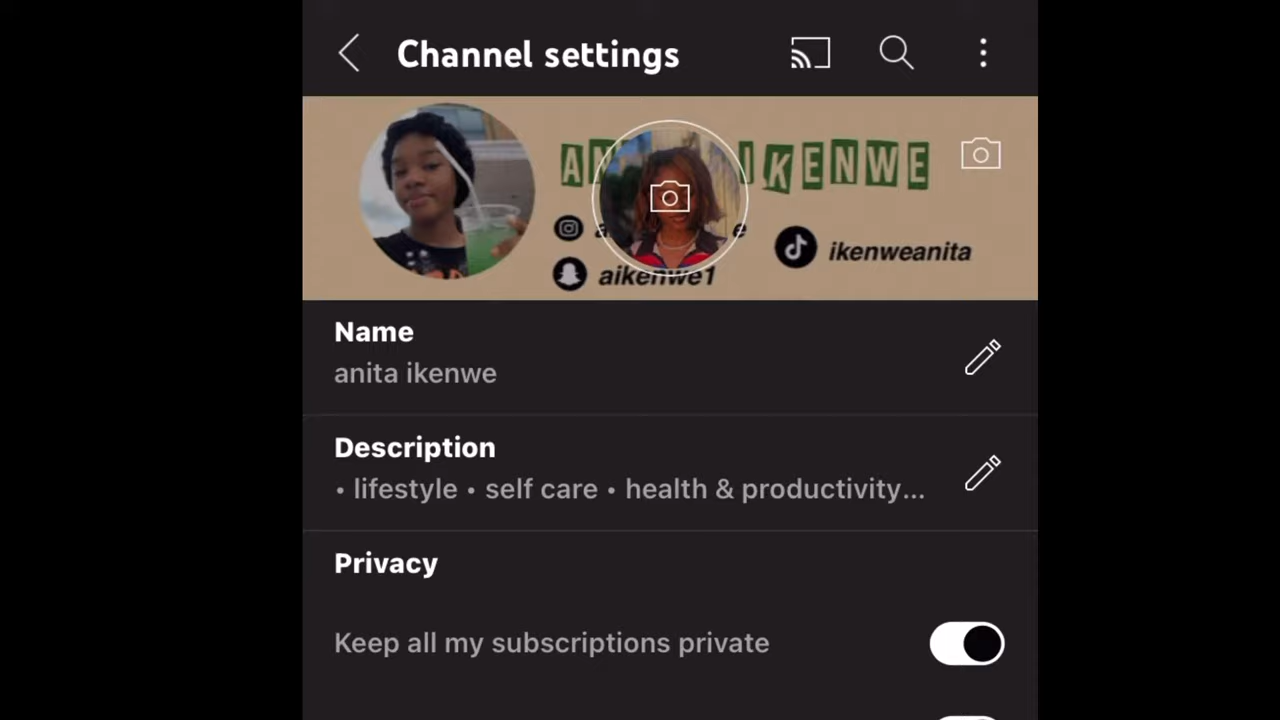 Channel settings
IKENWE
ikenweanita
aikenwe1
Name
anita ikenwe
Description
• lifestyle • self care • health & productivity...
Privacy
Keep all my subscriptions private